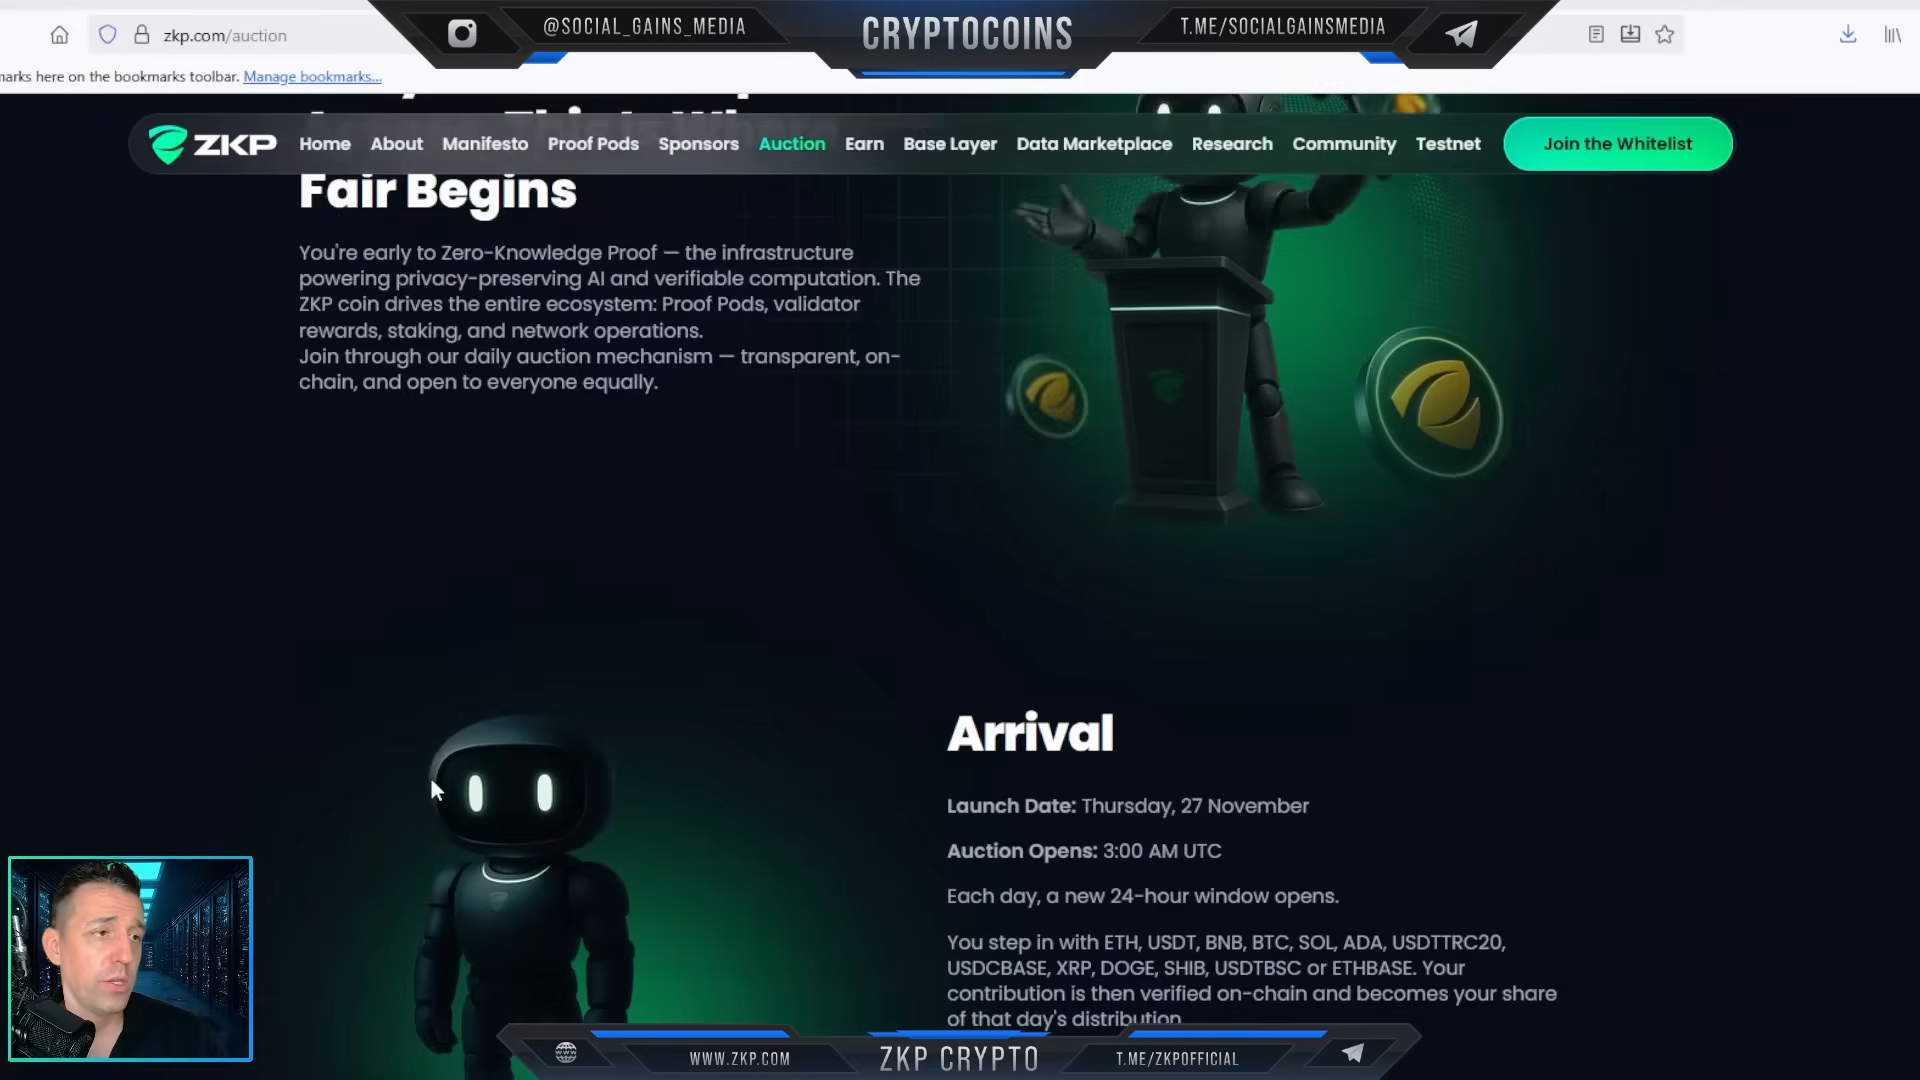 @SOCIAL_GAINS_MEDIA
CRYPTOCOINS
T.ME/SOCIALGAINSMEDIA
zkp.com/auction
marks here on the bookmarks toolbar. Manage bookmarks...
ZKP
Home
About
Manifesto
Proof Pods
Sponsors
Auction
Earn
Base Layer
Data Marketplace
Research
Community
Testnet
Join the Whitelist
Fair Begins
You're early to Zero-Knowledge Proof — the infrastructure
powering privacy-preserving AI and verifiable computation. The
ZKP coin drives the entire ecosystem: Proof Pods, validator
rewards, staking, and network operations.
Join through our daily auction mechanism — transparent, on-
chain, and open to everyone equally.
Arrival
Launch Date: Thursday, 27 November
Auction Opens: 3:00 AM UTC
Each day, a new 24-hour window opens.
You step in with ETH, USDT, BNB, BTC, SOL, ADA, USDTTRC20,
USDCBASE, XRP, DOGE, SHIB, USDTBSC or ETHBASE. Your
contribution is then verified on-chain and becomes your share
of that day's distribution
WWW.ZKP.COM
ZKP CRYPTO
T.ME/ZKPOFFICIAL